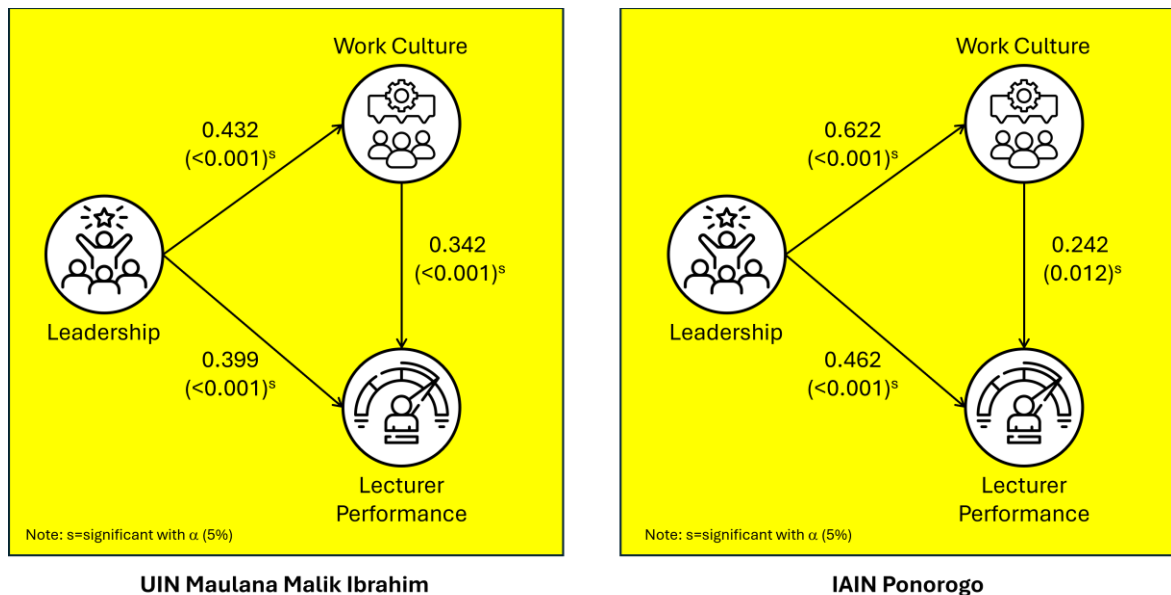 Work Culture
0.432
(<0.001)ˢ
0.342
(<0.001)ˢ
Leadership
0.399
(<0.001)ˢ
Lecturer
Performance
Note: s=significant with α (5%)
UIN Maulana Malik Ibrahim
Work Culture
0.622
(<0.001)ˢ
0.242
(0.012)ˢ
Leadership
0.462
(<0.001)ˢ
Lecturer
Performance
Note: s=significant with α (5%)
IAIN Ponorogo